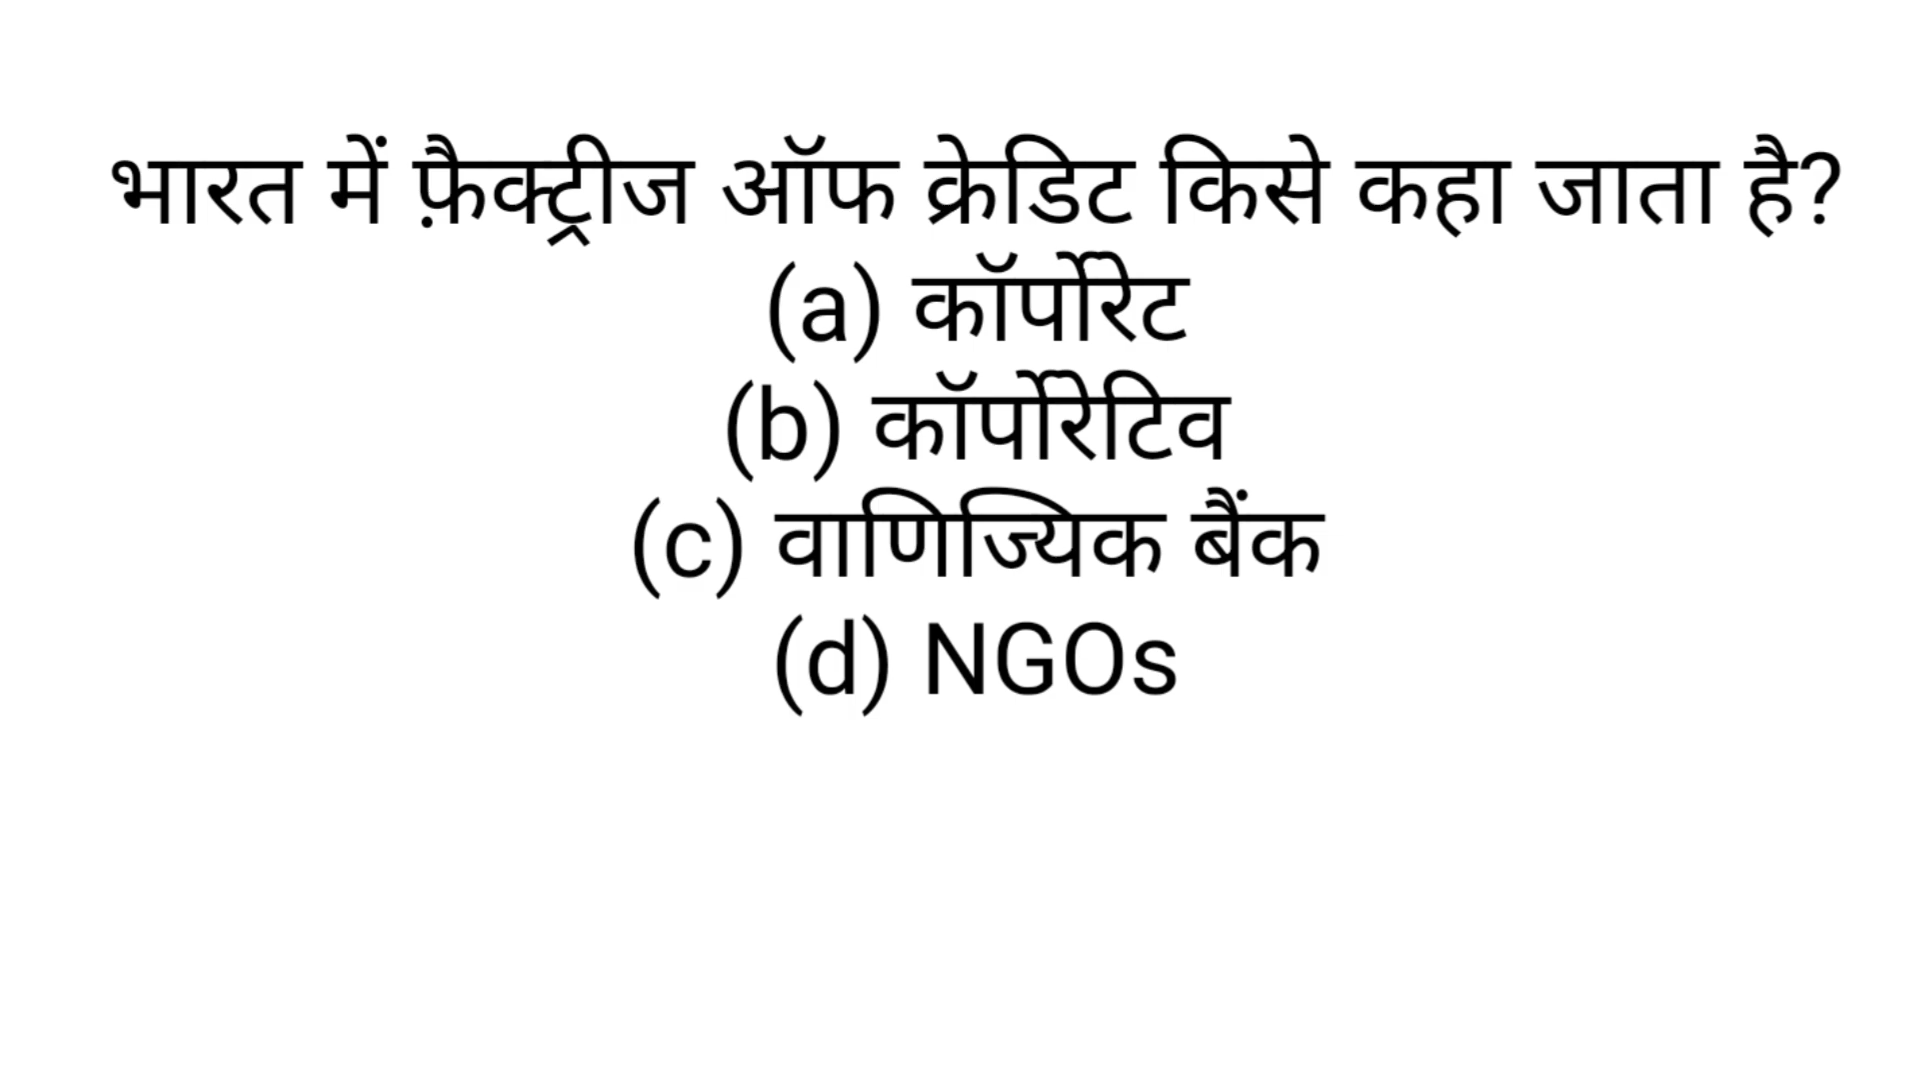 भारत में फ़ैक्ट्रीज ऑफ क्रेडिट किसे कहा जाता है?
(a) कॉर्पोरेट
(b) कॉर्पोरेटिव
(c) वाणिज्यिक बैंक
(d) NGOs